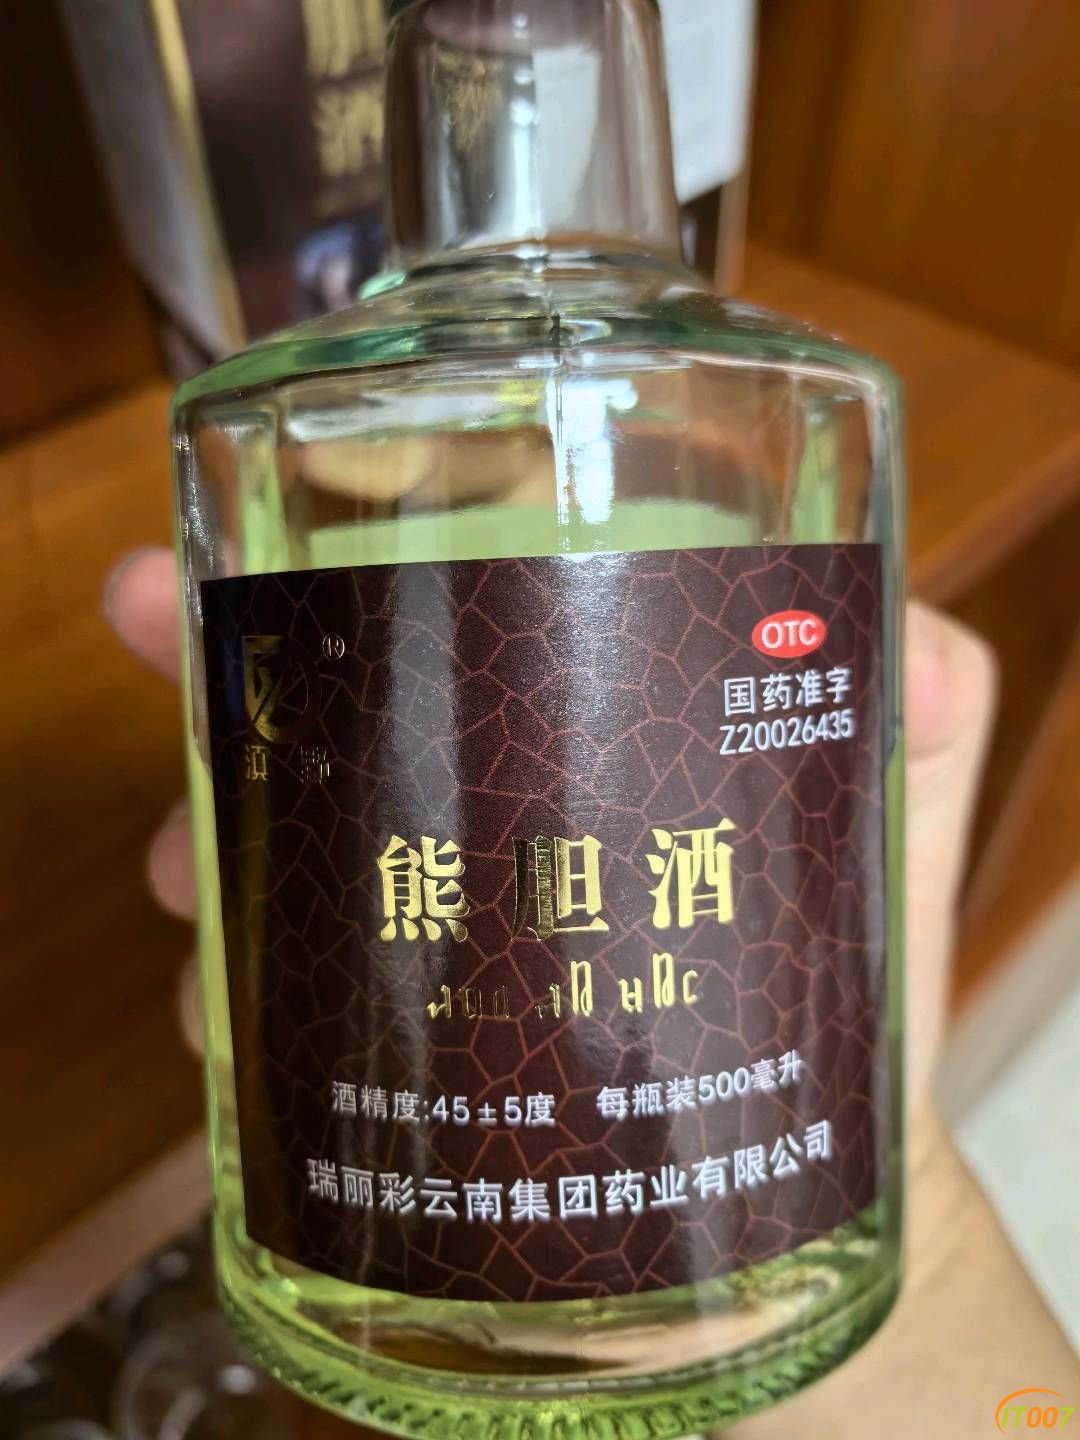 OTC
®
国药准字
Z20026435
滇野
熊胆酒
酒精度:45±5度 每瓶装500毫升
瑞丽彩云南集团药业有限公司
IT007